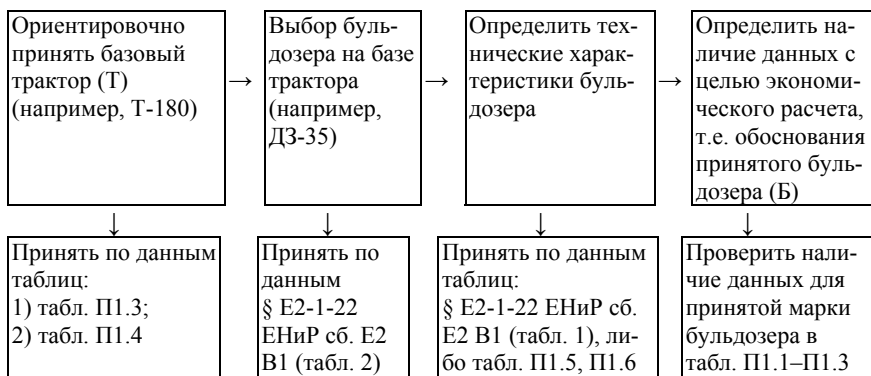 Ориентировочно
принять базовый
трактор (Т)
(например, Т-180)
→
Выбор буль-
дозера на базе
трактора
(например,
ДЗ-35)
→
Определить тех-
нические харак-
теристики буль-
дозера
→
Определить на-
личие данных с
целью экономи-
ческого расчета,
т.е. обоснования
принятого буль-
дозера (Б)
↓ ↓ ↓ ↓
Принять по данным
таблиц:
1) табл. П1.3;
2) табл. П1.4
Принять по
данным
§ Е2-1-22
ЕНиР сб. Е2
В1 (табл. 2)
Принять по данным
таблиц:
§ Е2-1-22 ЕНиР сб.
Е2 В1 (табл. 1), ли-
бо табл. П1.5, П1.6
Проверить нали-
чие данных для
принятой марки
бульдозера в
табл. П1.1–П1.3